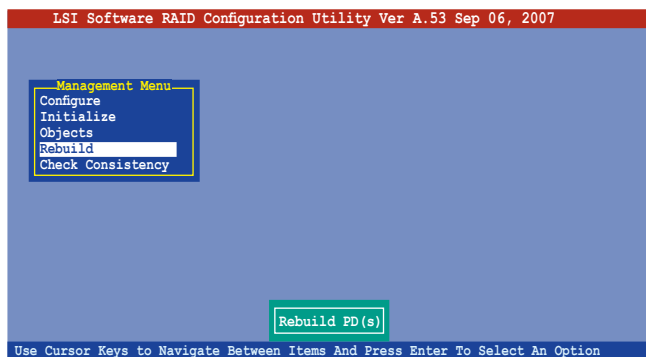 LSI Software RAID Configuration Utility Ver A.53 Sep 06, 2007
Management Menu
Configure
Initialize
Objects
Rebuild
Check Consistency
Rebuild PD(s)
Use Cursor Keys to Navigate Between Items And Press Enter To Select An Option